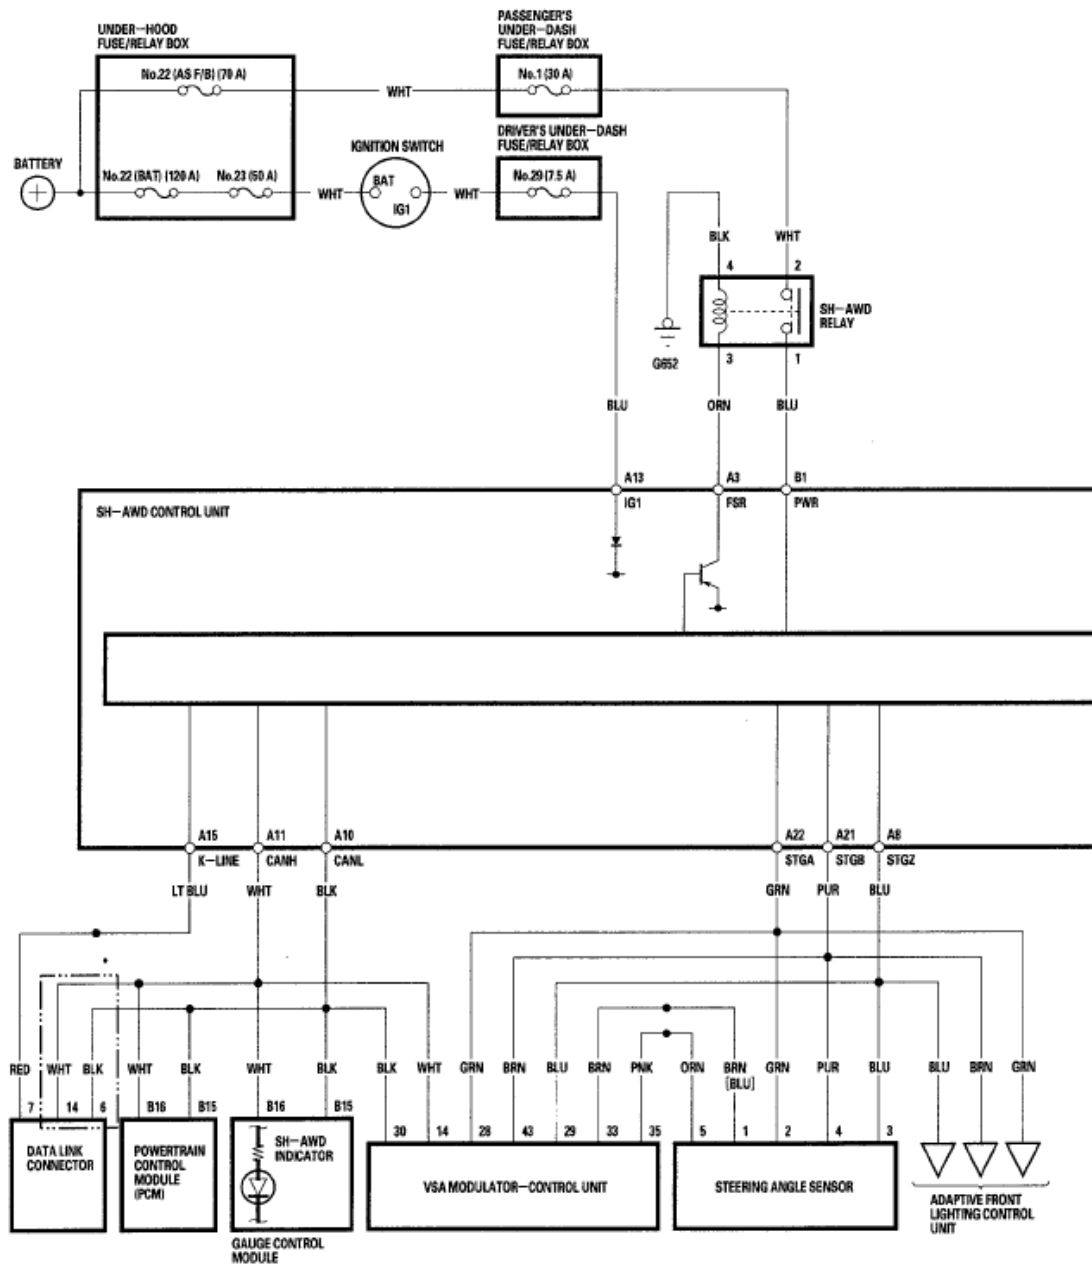 UNDER-HOOD
FUSE/RELAY BOX
PASSENGER'S
UNDER-DASH
FUSE/RELAY BOX
No.22 (AS F/B) (70 A)
WHT
No.1 (30 A)
DRIVER'S UNDER-DASH
FUSE/RELAY BOX
IGNITION SWITCH
BATTERY
No.22 (BAT) (120 A)
No.23 (50 A)
WHT
BAT
IG1
WHT
No.29 (7.5 A)
BLK
WHT
4
2
SH-AWD
RELAY
G652
3
1
BLU
ORN
BLU
A13
A3
B1
IG1
FSR
PWR
SH-AWD CONTROL UNIT
A15
A11
A10
A22
A21
A8
K-LINE
CANH
CANL
STGA
STGB
STGZ
LT BLU
WHT
BLK
GRN
PUR
BLU
RED
WHT
BLK
WHT
BLK
WHT
BLK
BLK
WHT
GRN
BRN
BLU
BRN
PNK
ORN
BRN
[BLU]
GRN
PUR
BLU
BLU
BRN
GRN
7
14
6
B16
B15
B16
B15
30
14
28
43
29
33
35
5
1
2
4
3
DATA LINK
CONNECTOR
POWERTRAIN
CONTROL
MODULE
(PCM)
SH-AWD
INDICATOR
GAUGE CONTROL
MODULE
VSA MODULATOR-CONTROL UNIT
STEERING ANGLE SENSOR
ADAPTIVE FRONT
LIGHTING CONTROL
UNIT